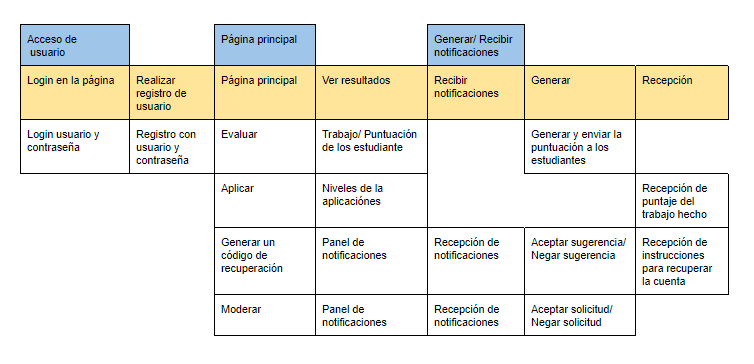 Acceso de
usuario
Página principal
Generar/ Recibir
notificaciones
Login en la página
Realizar
registro de
usuario
Página principal
Ver resultados
Recibir
notificaciones
Generar
Recepción
Login usuario y
contraseña
Registro con
usuario y
contraseña
Evaluar
Trabajo/ Puntuación
de los estudiante
Generar y enviar la
puntuación a los
estudiantes
Aplicar
Niveles de la
aplicaciónes
Recepción de
puntaje del
trabajo hecho
Generar un
código de
recuperación
Panel de
notificaciones
Recepción de
notificaciones
Aceptar sugerencia/
Negar sugerencia
Recepción de
instrucciones
para recuperar
la cuenta
Moderar
Panel de
notificaciones
Recepción de
notificaciones
Aceptar solicitud/
Negar solicitud